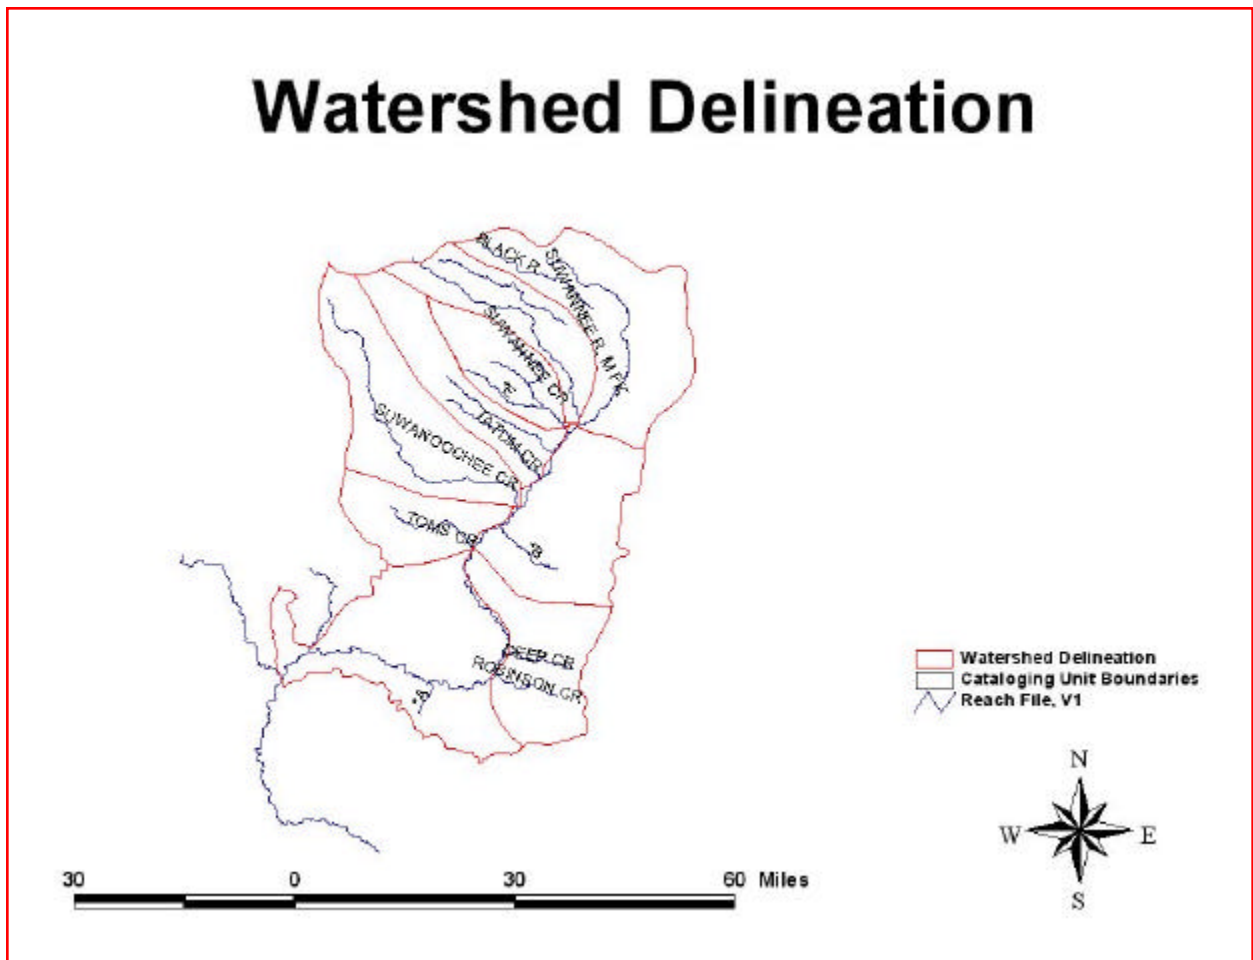 Watershed Delineation
BLACK R
SUWANNEE R, M FK
SUWANNEE CR
*F
TATUM CR
SUWANOOCHEE CR
TOMS CR
*B
DEEP CR
ROBINSON CR
Watershed Delineation
Cataloging Unit Boundaries
Reach File, V1
N
W E
S
30 0 30 60 Miles